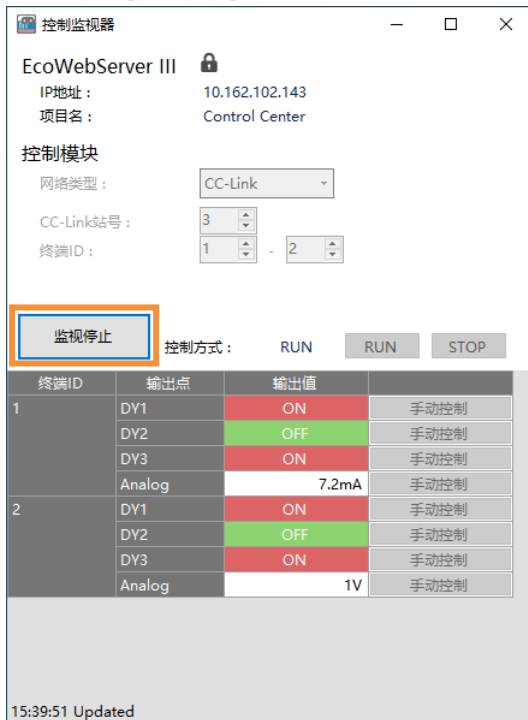 控制监视器
EcoWebServer III
IP地址： 10.162.102.143
项目名： Control Center
控制模块
网络类型： CC-Link
CC-Link站号： 3
终端ID： 1 - 2
监视停止 控制方式： RUN RUN STOP
终端ID 输出点 输出值
1 DY1 ON 手动控制
DY2 OFF 手动控制
DY3 ON 手动控制
Analog 7.2mA 手动控制
2 DY1 ON 手动控制
DY2 OFF 手动控制
DY3 ON 手动控制
Analog 1V 手动控制
15:39:51 Updated